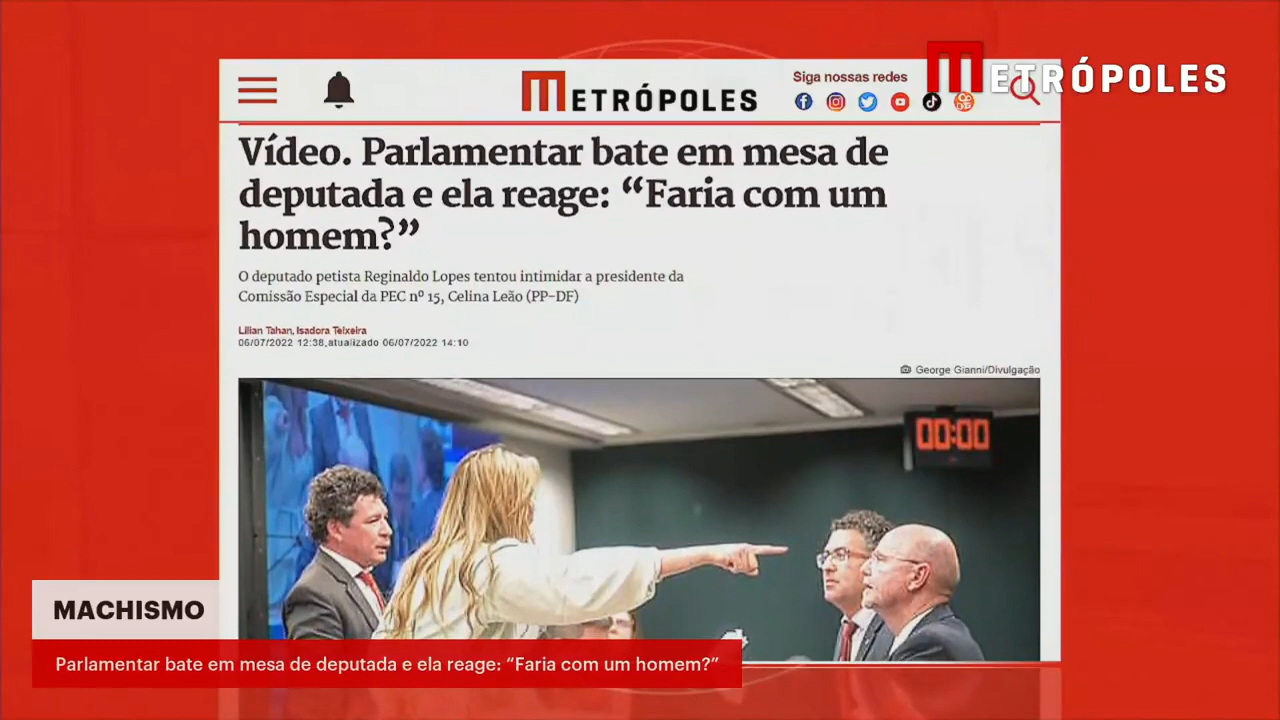 Siga nossas redes
METRÓPOLES
METRÓPOLES
Vídeo. Parlamentar bate em mesa de
deputada e ela reage: “Faria com um
homem?”
O deputado petista Reginaldo Lopes tentou intimidar a presidente da
Comissão Especial da PEC nº 15, Celina Leão (PP-DF)
Lilian Tahan, Isadora Teixeira
06/07/2022 12:38,atualizado 06/07/2022 14:10
George Gianni/Divulgação
00:00
MACHISMO
Parlamentar bate em mesa de deputada e ela reage: “Faria com um homem?”